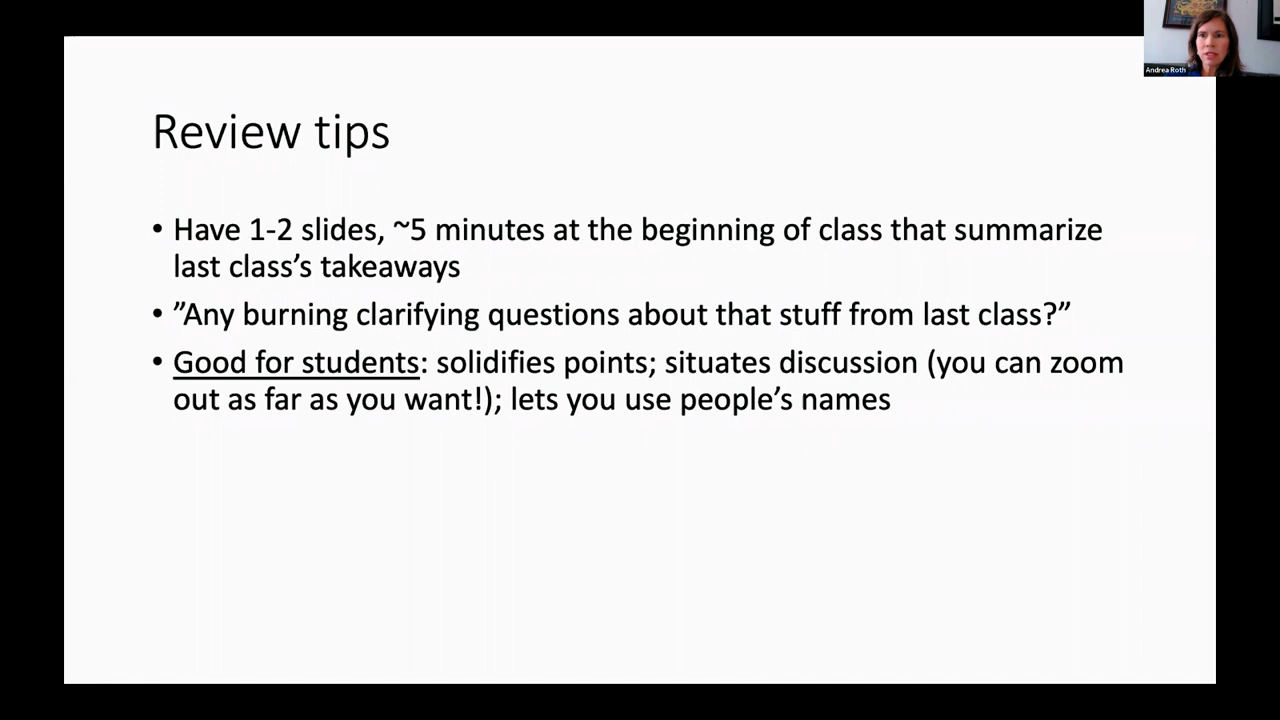 Andrea Roth
Review tips
• Have 1-2 slides, ~5 minutes at the beginning of class that summarize
last class’s takeaways
• ”Any burning clarifying questions about that stuff from last class?”
• Good for students: solidifies points; situates discussion (you can zoom
out as far as you want!); lets you use people’s names